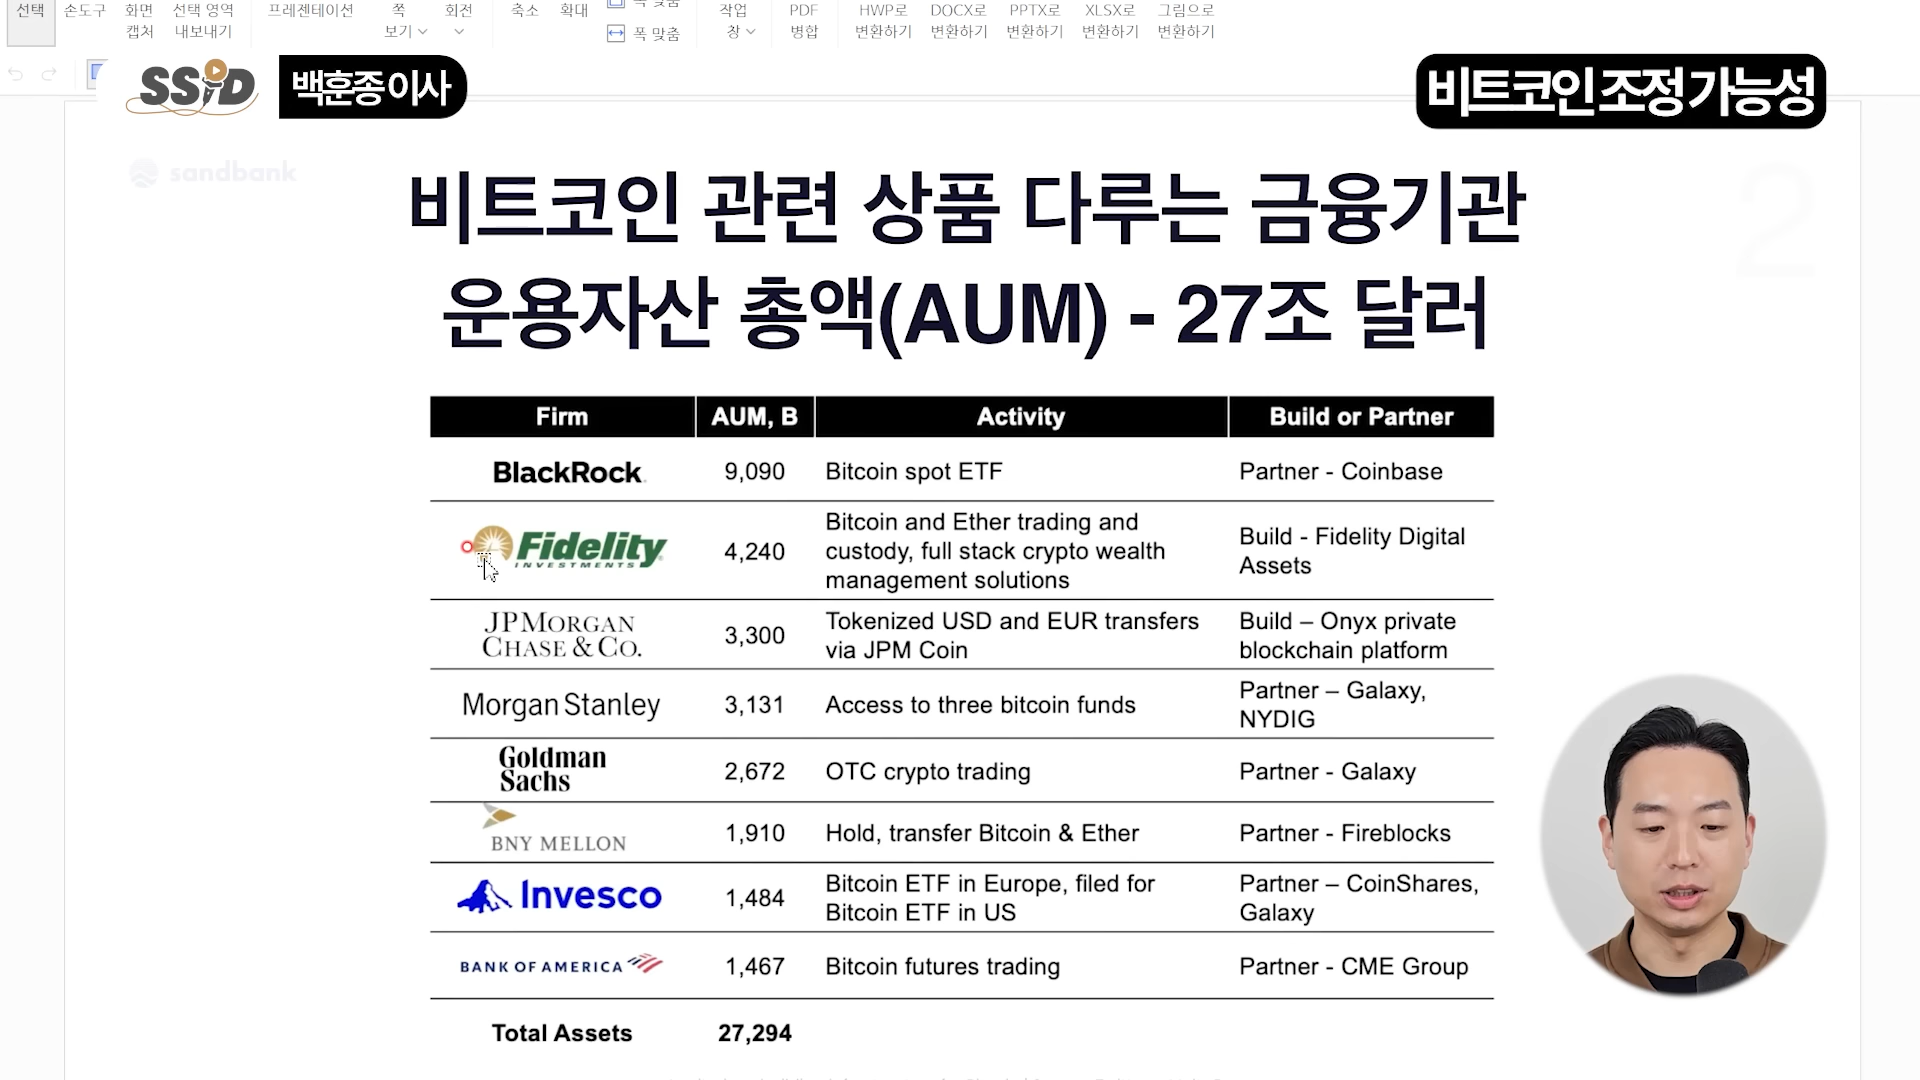 선택
손도구
화면
캡처
선택 영역
내보내기
프레젠테이션
쪽
보기
회전
축소
확대
폭 맞춤
작업
창
PDF
병합
HWP로
변환하기
DOCX로
변환하기
PPTX로
변환하기
XLSX로
변환하기
그림으로
변환하기
SSiD
백훈종 이사
비트코인 조정 가능성
sandbank
2
비트코인 관련 상품 다루는 금융기관
운용자산 총액(AUM) - 27조 달러
Firm AUM, B Activity Build or Partner
BlackRock. 9,090 Bitcoin spot ETF Partner - Coinbase
Fidelity
INVESTMENTS
4,240
Bitcoin and Ether trading and
custody, full stack crypto wealth
management solutions
Build - Fidelity Digital
Assets
JPMORGAN
CHASE & CO.
3,300
Tokenized USD and EUR transfers
via JPM Coin
Build – Onyx private
blockchain platform
Morgan Stanley 3,131 Access to three bitcoin funds
Partner – Galaxy,
NYDIG
Goldman
Sachs
2,672 OTC crypto trading Partner - Galaxy
BNY MELLON 1,910 Hold, transfer Bitcoin & Ether Partner - Fireblocks
Invesco 1,484
Bitcoin ETF in Europe, filed for
Bitcoin ETF in US
Partner – CoinShares,
Galaxy
BANK OF AMERICA 1,467 Bitcoin futures trading Partner - CME Group
Total Assets 27,294